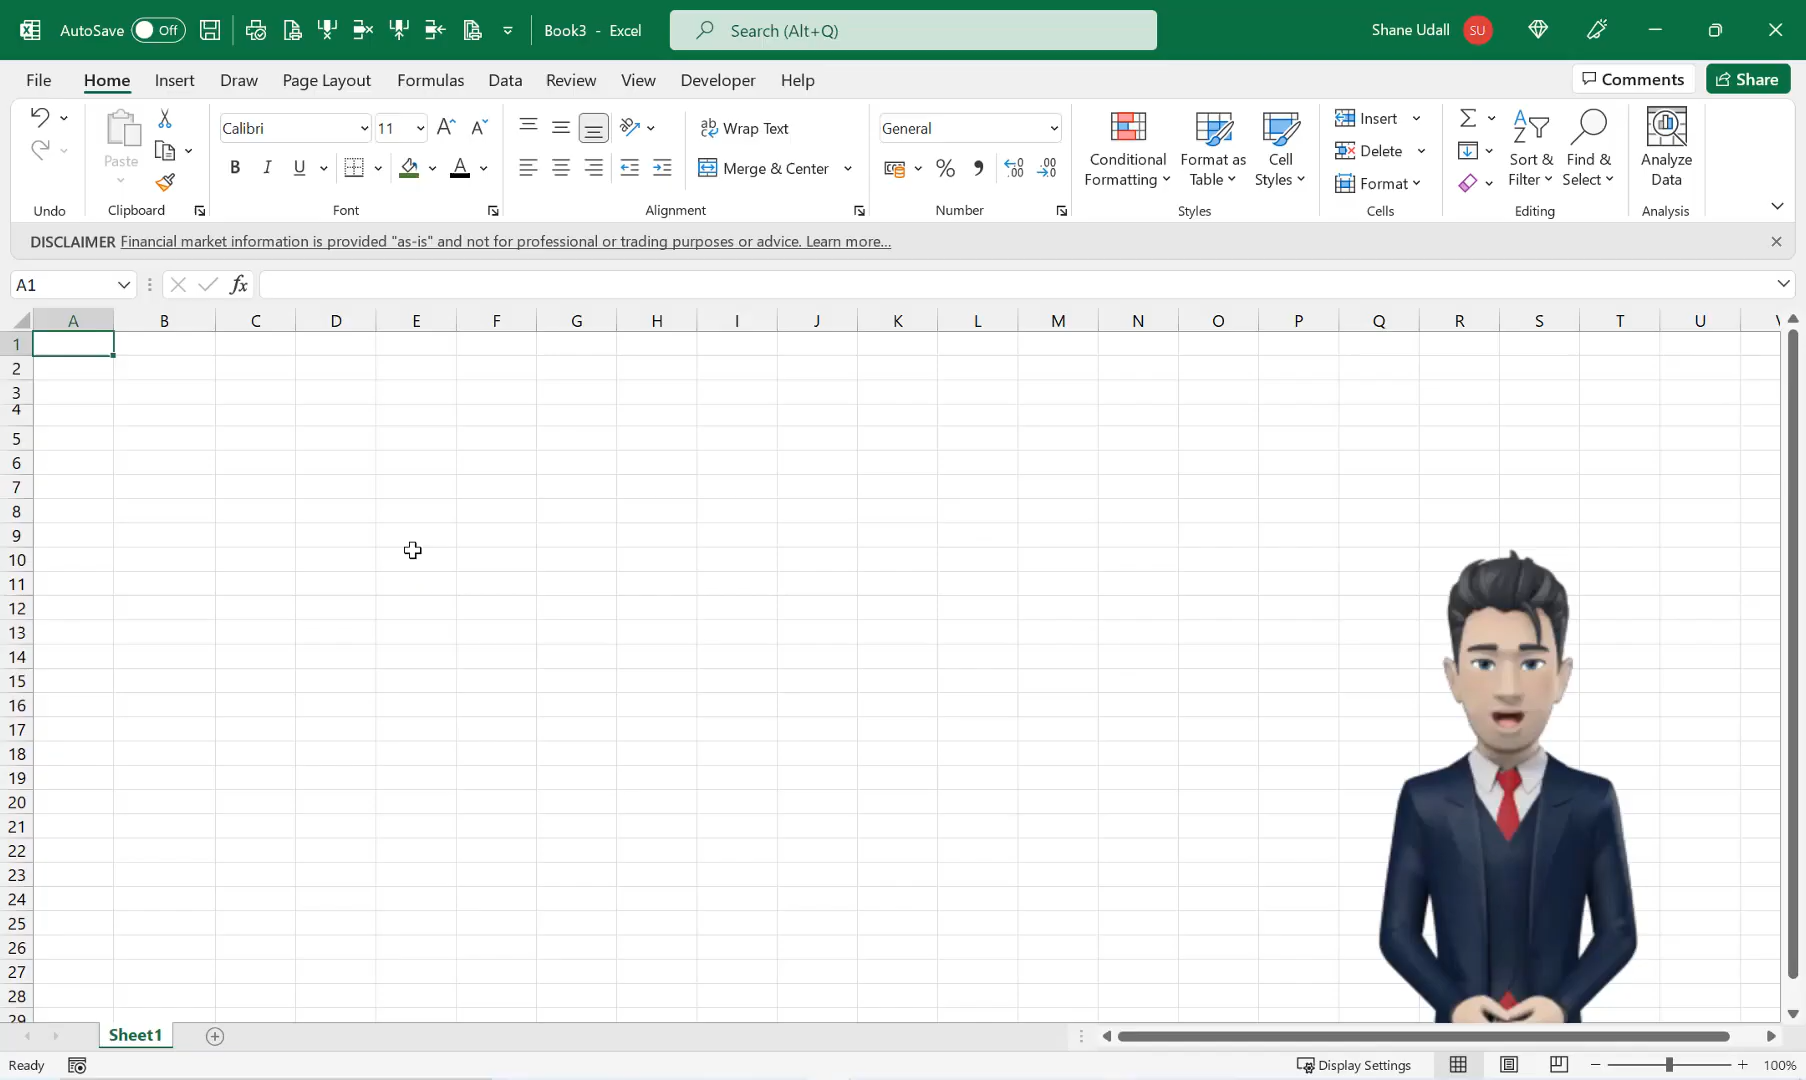 AutoSave Off Book3 - Excel Search (Alt+Q) Shane Udall SU
File Home Insert Draw Page Layout Formulas Data Review View Developer Help Comments Share
Calibri 11 Wrap Text General Insert
Paste Conditional Format as Cell Delete Sort & Find & Analyze
B I U A Merge & Center % Formatting Table Styles Format Filter Select Data
Undo Clipboard Font Alignment Number Styles Cells Editing Analysis
DISCLAIMER Financial market information is provided "as-is" and not for professional or trading purposes or advice. Learn more...
A1 fx
A B C D E F G H I J K L M N O P Q R S T U
1
2
3
4
5
6
7
8
9
10
11
12
13
14
15
16
17
18
19
20
21
22
23
24
25
26
27
28
29
Sheet1
Ready Display Settings 100%